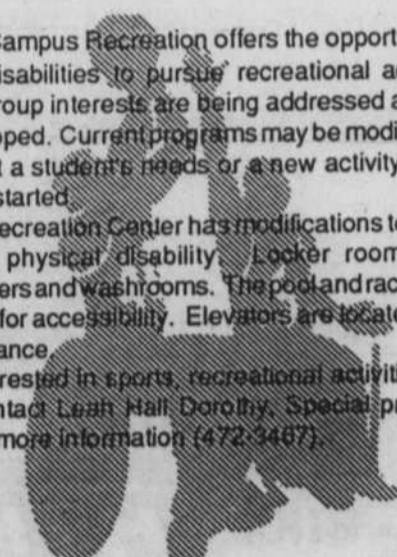 Campus Recreation offers the opport
isabilities to pursue recreational a
roup interests are being addressed a
oped. Current programs may be modi
t a student's needs or a new activity
started.
ecreation Center has modifications to
physical disability. Locker room
ers and washrooms. The pool and rac
for accessibility. Elevators are locate
ance.
rested in sports, recreational activiti
ntact Leah Hall Dorothy, Special pr
more information (472-3467).